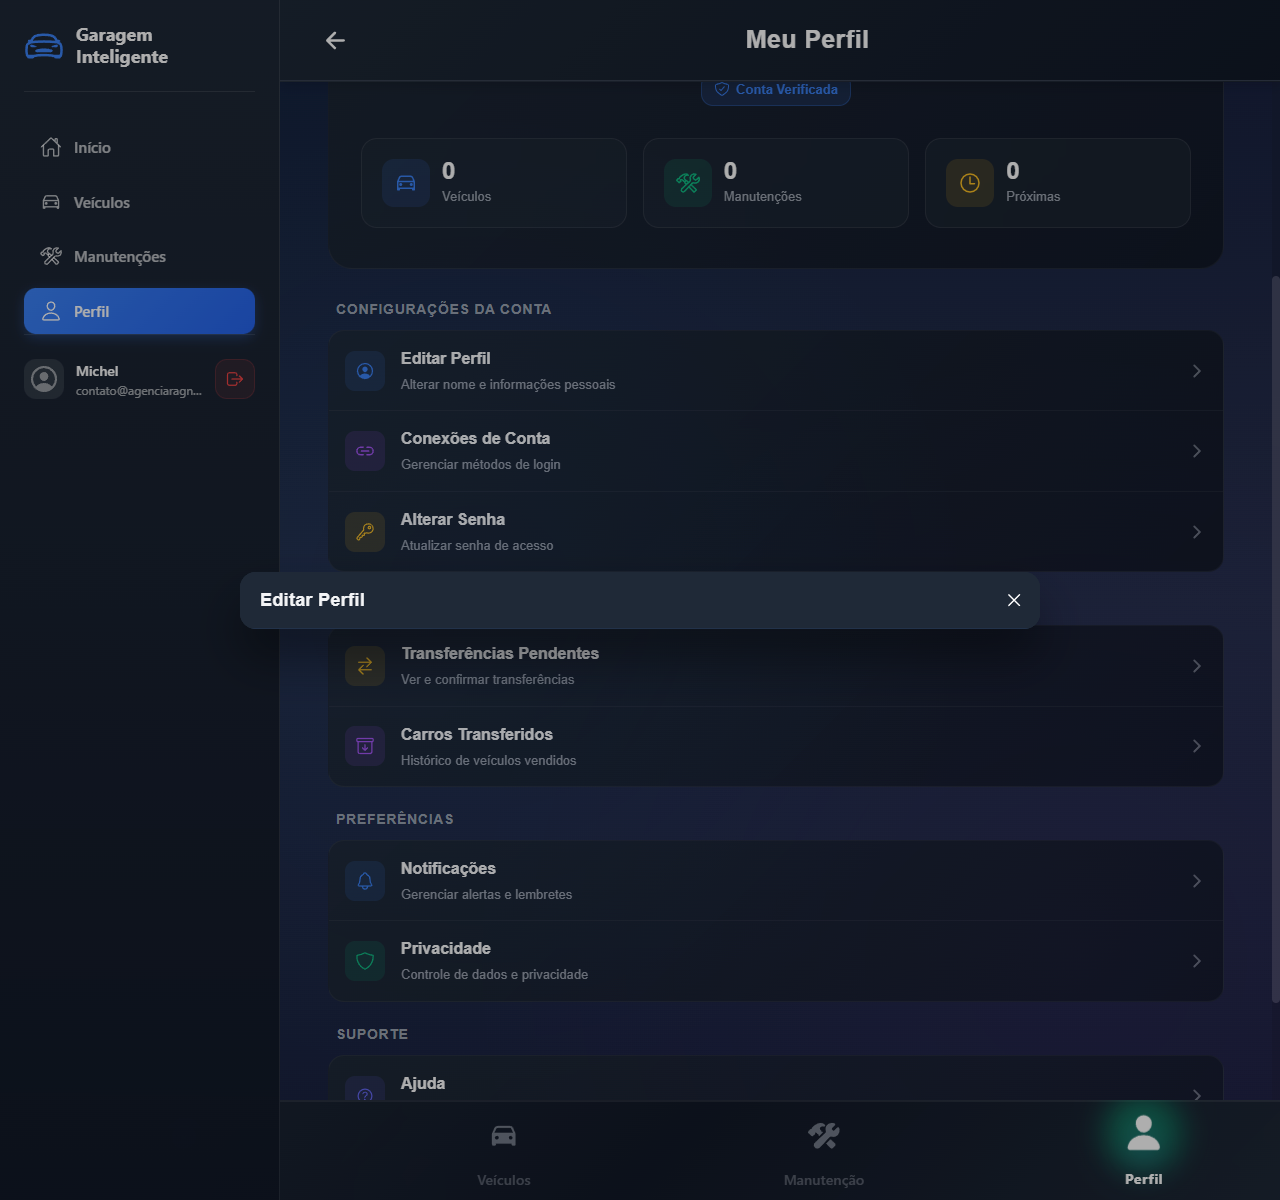 Garagem
Inteligente
Início
Veículos
Manutenções
Perfil
Michel
contato@agenciaragn...
Meu Perfil
Conta Verificada
0
Veículos
0
Manutenções
0
Próximas
CONFIGURAÇÕES DA CONTA
Editar Perfil
Alterar nome e informações pessoais
Conexões de Conta
Gerenciar métodos de login
Alterar Senha
Atualizar senha de acesso
Editar Perfil
Transferências Pendentes
Ver e confirmar transferências
Carros Transferidos
Histórico de veículos vendidos
PREFERÊNCIAS
Notificações
Gerenciar alertas e lembretes
Privacidade
Controle de dados e privacidade
SUPORTE
Ajuda
Veículos
Manutenção
Perfil